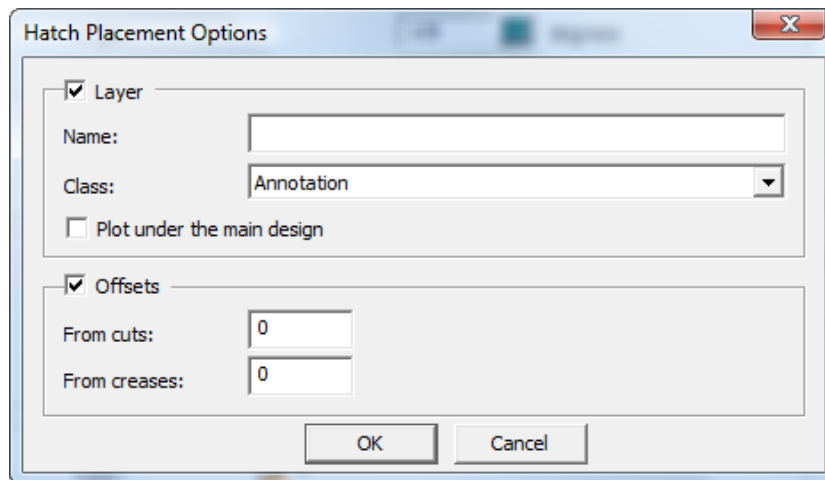 Hatch Placement Options
Layer
Name:
Class: Annotation
Plot under the main design
Offsets
From cuts: 0
From creases: 0
OK Cancel